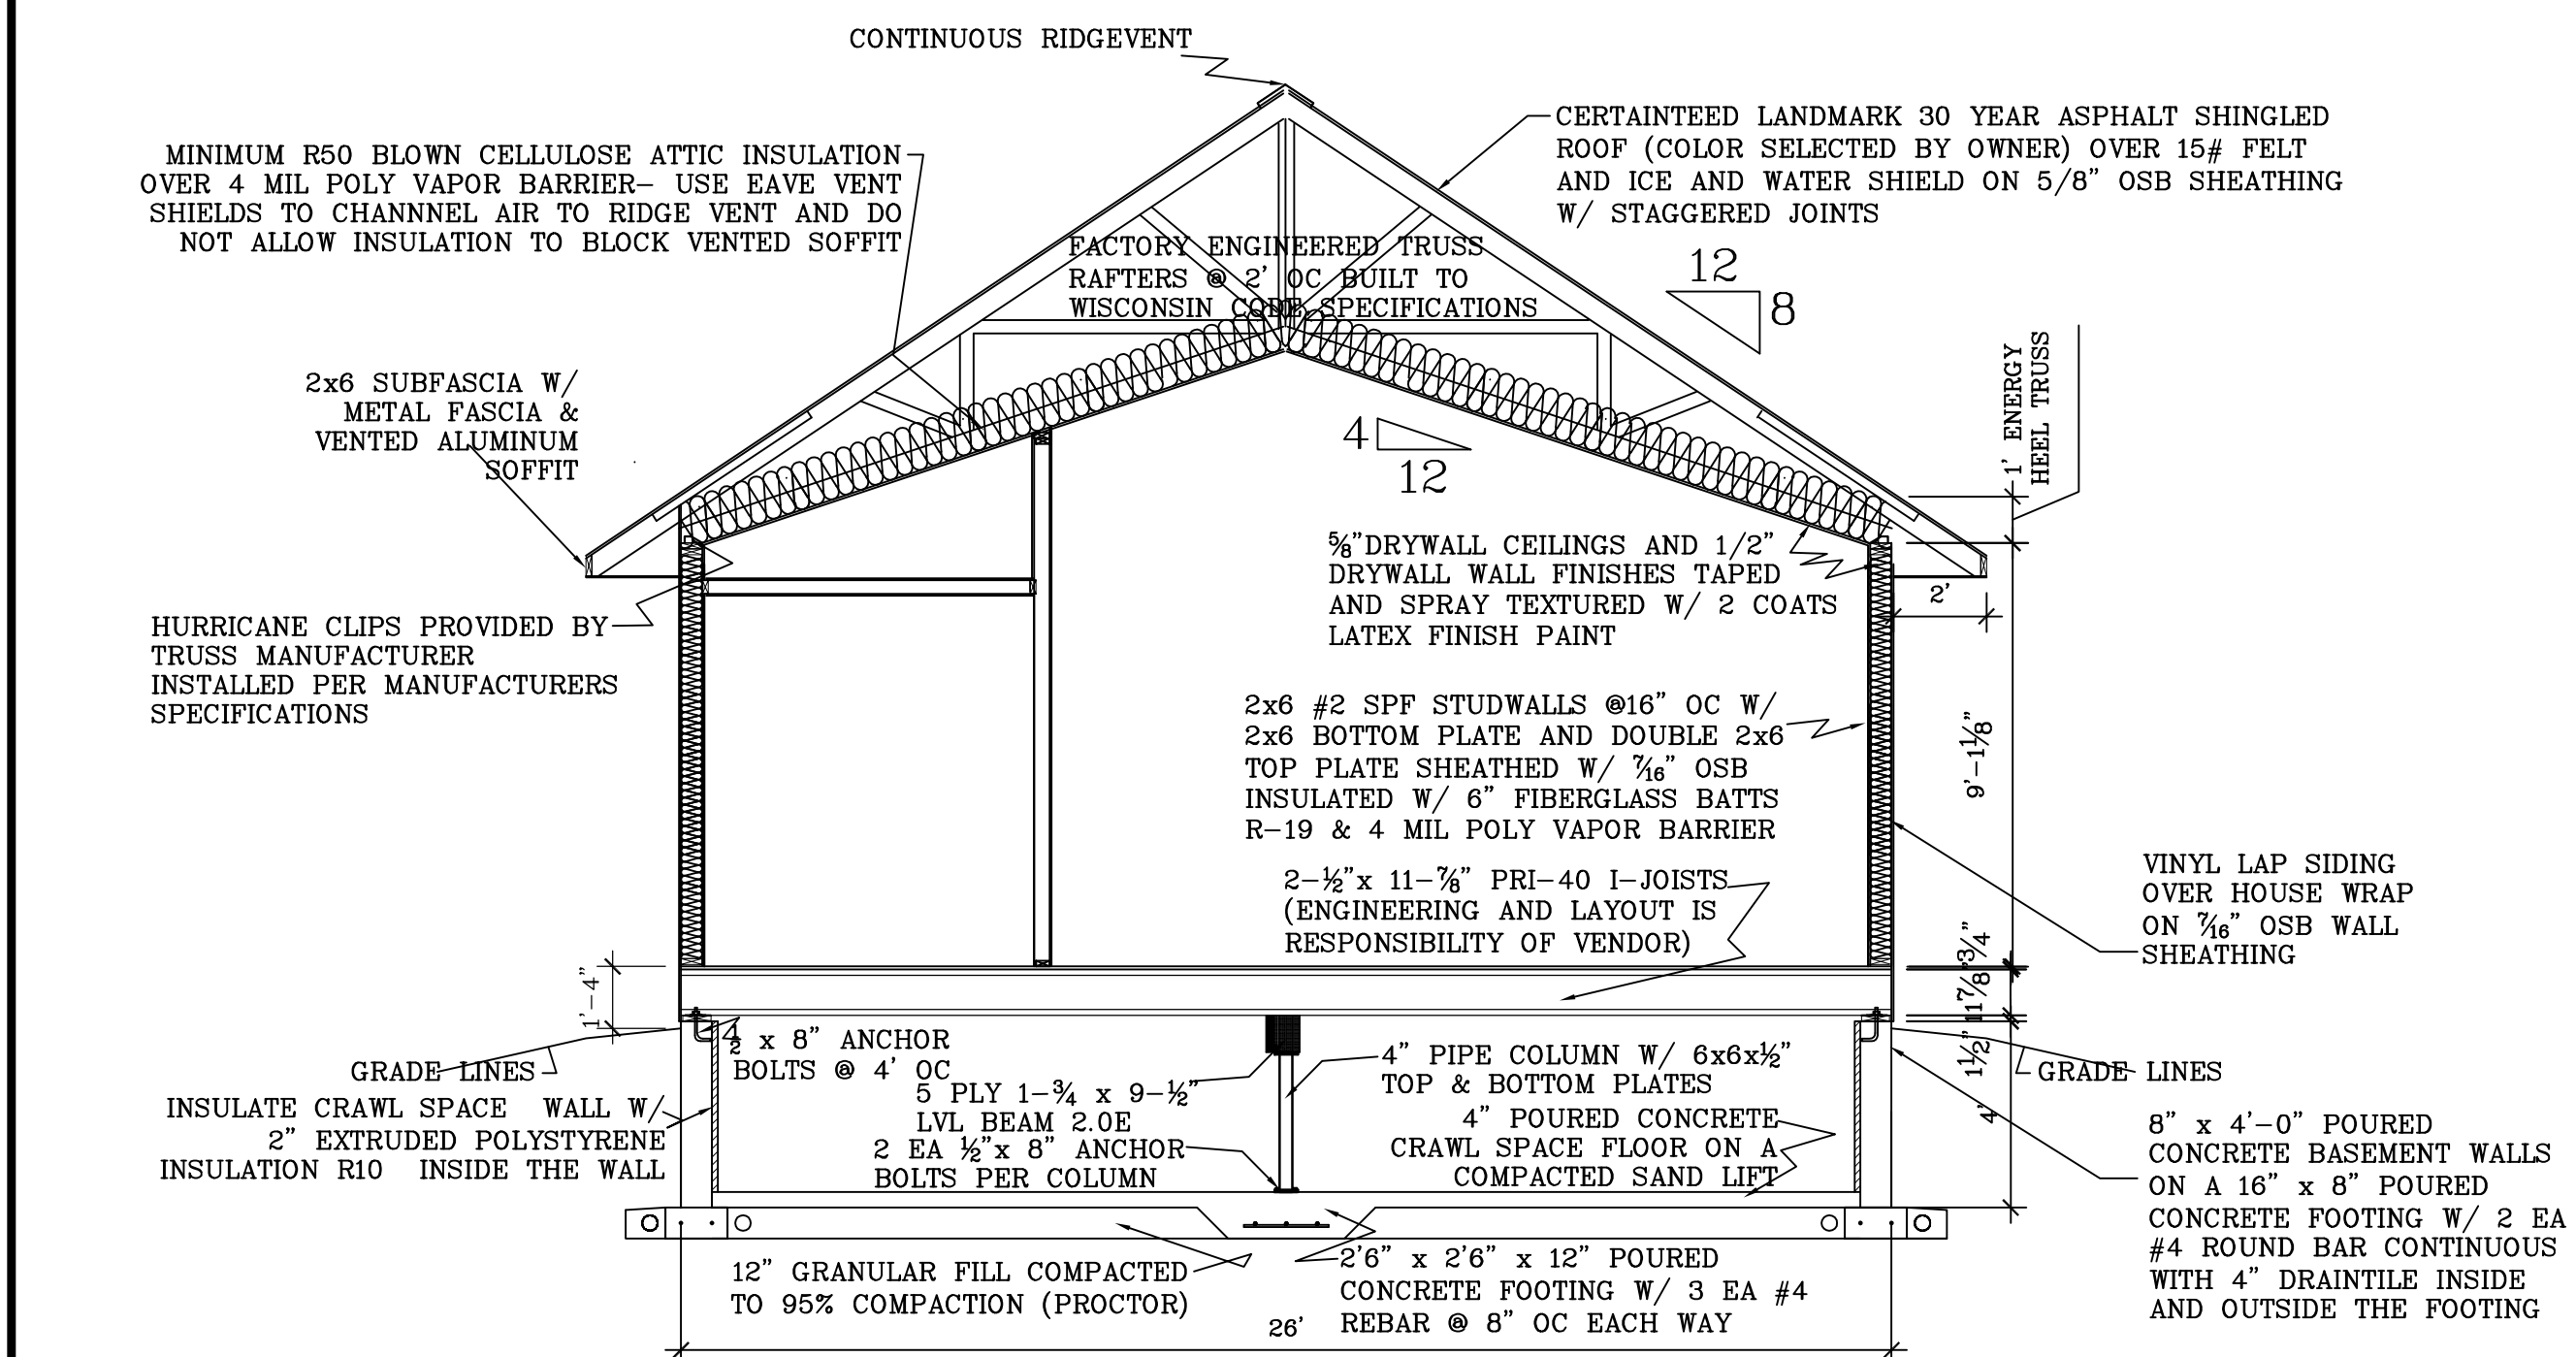 CONTINUOUS RIDGEVENT
MINIMUM R50 BLOWN CELLULOSE ATTIC INSULATION
OVER 4 MIL POLY VAPOR BARRIER– USE EAVE VENT
SHIELDS TO CHANNNEL AIR TO RIDGE VENT AND DO
NOT ALLOW INSULATION TO BLOCK VENTED SOFFIT
CERTAINTEED LANDMARK 30 YEAR ASPHALT SHINGLED
ROOF (COLOR SELECTED BY OWNER) OVER 15# FELT
AND ICE AND WATER SHIELD ON 5/8" OSB SHEATHING
W/ STAGGERED JOINTS
FACTORY ENGINEERED TRUSS
RAFTERS @ 2' OC BUILT TO
WISCONSIN CODE SPECIFICATIONS
12
8
2x6 SUBFASCIA W/
METAL FASCIA &
VENTED ALUMINUM
SOFFIT
4
12
1' ENERGY
HEEL TRUSS
2'
HURRICANE CLIPS PROVIDED BY
TRUSS MANUFACTURER
INSTALLED PER MANUFACTURERS
SPECIFICATIONS
⅝"DRYWALL CEILINGS AND 1/2"
DRYWALL WALL FINISHES TAPED
AND SPRAY TEXTURED W/ 2 COATS
LATEX FINISH PAINT
2x6 #2 SPF STUDWALLS @16" OC W/
2x6 BOTTOM PLATE AND DOUBLE 2x6
TOP PLATE SHEATHED W/ 7⁄16" OSB
INSULATED W/ 6" FIBERGLASS BATTS
R–19 & 4 MIL POLY VAPOR BARRIER
9'–1⅛"
2–½"x 11–⅞" PRI–40 I–JOISTS
(ENGINEERING AND LAYOUT IS
RESPONSIBILITY OF VENDOR)
VINYL LAP SIDING
OVER HOUSE WRAP
ON 7⁄16" OSB WALL
SHEATHING
1'–4"
¾"
11⅞"
1½"
4'
½ x 8" ANCHOR
BOLTS @ 4' OC
GRADE LINES
INSULATE CRAWL SPACE WALL W/
2" EXTRUDED POLYSTYRENE
INSULATION R10 INSIDE THE WALL
5 PLY 1–¾ x 9–½"
LVL BEAM 2.0E
2 EA ½"x 8" ANCHOR
BOLTS PER COLUMN
4" PIPE COLUMN W/ 6x6x½"
TOP & BOTTOM PLATES
4" POURED CONCRETE
CRAWL SPACE FLOOR ON A
COMPACTED SAND LIFT
GRADE LINES
8" x 4'–0" POURED
CONCRETE BASEMENT WALLS
ON A 16" x 8" POURED
CONCRETE FOOTING W/ 2 EA
#4 ROUND BAR CONTINUOUS
WITH 4" DRAINTILE INSIDE
AND OUTSIDE THE FOOTING
12" GRANULAR FILL COMPACTED
TO 95% COMPACTION (PROCTOR)
2'6" x 2'6" x 12" POURED
CONCRETE FOOTING W/ 3 EA #4
REBAR @ 8" OC EACH WAY
26'